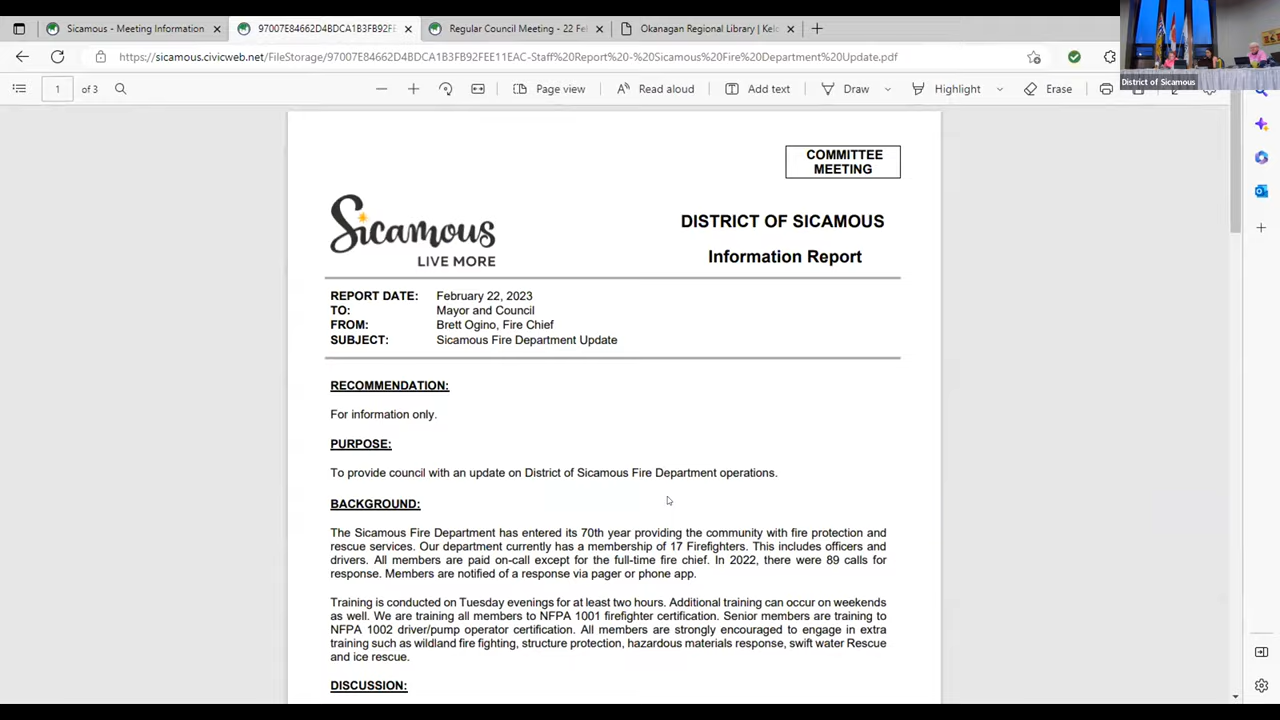 Sicamous - Meeting Information
97007E84662D4BDCA1B3FB92FE
Regular Council Meeting - 22 Fel
Okanagan Regional Library | Kelc
https://sicamous.civicweb.net/FileStorage/97007E84662D4BDCA1B3FB92FEE11EAC-Staff%20Report%20-%20Sicamous%20Fire%20Department%20Update.pdf
District of Sicamous
1 of 3
Page view
Read aloud
Add text
Draw
Highlight
Erase
COMMITTEE
MEETING
Sicamous
LIVE MORE
DISTRICT OF SICAMOUS
Information Report
REPORT DATE: February 22, 2023
TO: Mayor and Council
FROM: Brett Ogino, Fire Chief
SUBJECT: Sicamous Fire Department Update
RECOMMENDATION:
For information only.
PURPOSE:
To provide council with an update on District of Sicamous Fire Department operations.
BACKGROUND:
The Sicamous Fire Department has entered its 70th year providing the community with fire protection and
rescue services. Our department currently has a membership of 17 Firefighters. This includes officers and
drivers. All members are paid on-call except for the full-time fire chief. In 2022, there were 89 calls for
response. Members are notified of a response via pager or phone app.
Training is conducted on Tuesday evenings for at least two hours. Additional training can occur on weekends
as well. We are training all members to NFPA 1001 firefighter certification. Senior members are training to
NFPA 1002 driver/pump operator certification. All members are strongly encouraged to engage in extra
training such as wildland fire fighting, structure protection, hazardous materials response, swift water Rescue
and ice rescue.
DISCUSSION: